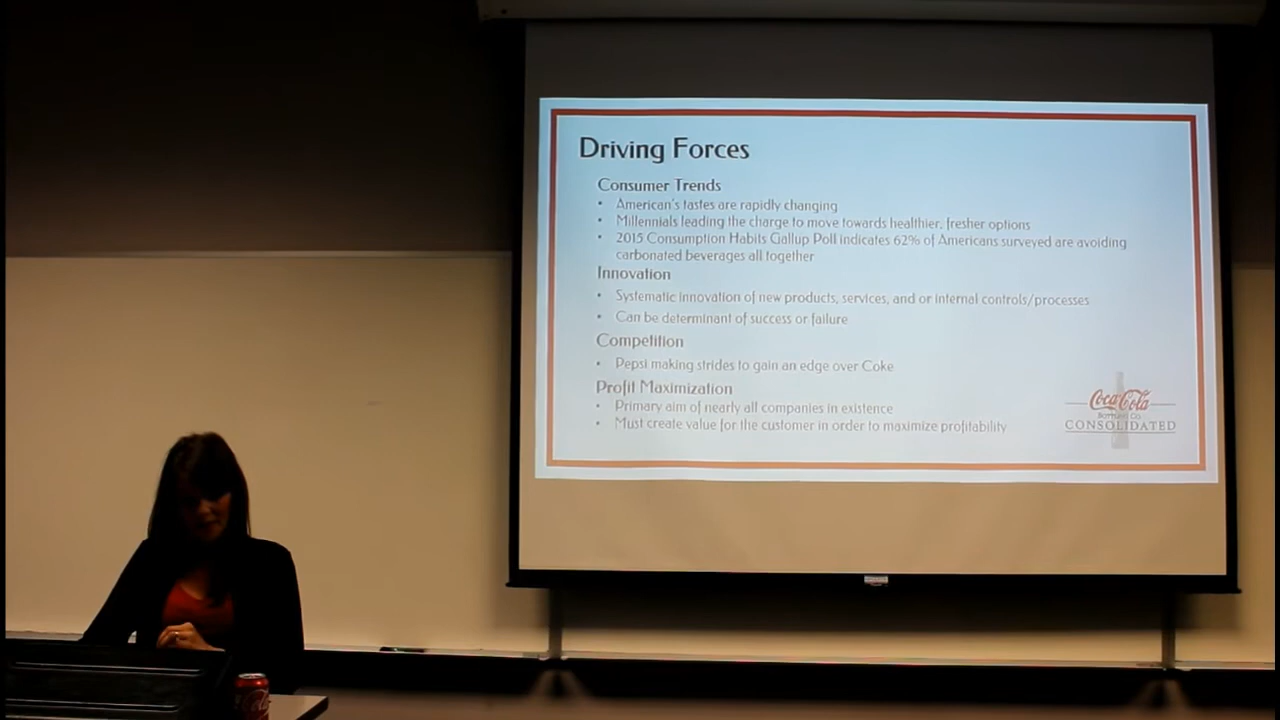 Driving Forces
Consumer Trends
• American's tastes are rapidly changing
• Millennials leading the charge to move towards healthier, fresher options
• 2015 Consumption Habits Gallup Poll indicates 62% of Americans surveyed are avoiding
carbonated beverages all together
Innovation
• Systematic innovation of new products, services, and or internal controls/processes
• Can be determinant of success or failure
Competition
• Pepsi making strides to gain an edge over Coke
Profit Maximization
• Primary aim of nearly all companies in existence
• Must create value for the customer in order to maximize profitability
Coca-Cola
Bottling Co.
CONSOLIDATED